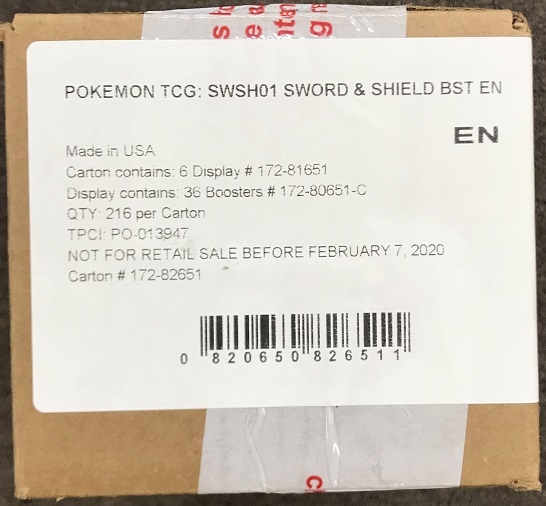 POKEMON TCG: SWSH01 SWORD & SHIELD BST EN
EN
Made in USA
Carton contains: 6 Display # 172-81651
Display contains: 36 Boosters # 172-80651-C
QTY: 216 per Carton
TPCI: PO-013947
NOT FOR RETAIL SALE BEFORE FEBRUARY 7, 2020
Carton # 172-82651
0 820650 826511